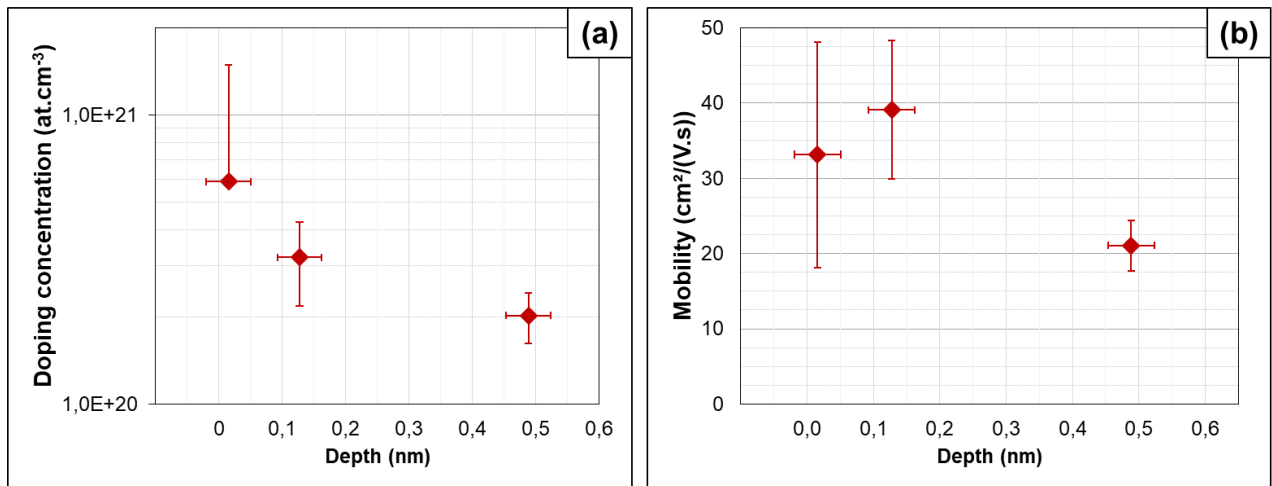 (a)
Doping concentration (at.cm-3)
1,0E+21
1,0E+20
0 0,1 0,2 0,3 0,4 0,5 0,6
Depth (nm)
(b)
Mobility (cm²/(V.s))
50
40
30
20
10
0
0,0 0,1 0,2 0,3 0,4 0,5 0,6
Depth (nm)